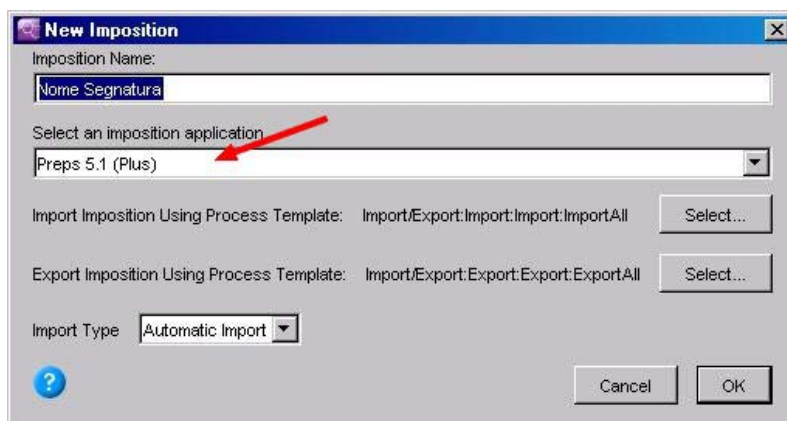 New Imposition
Imposition Name:
Nome Segnatura
Select an imposition application
Preps 5.1 (Plus)
Import Imposition Using Process Template: Import/Export:Import:Import:ImportAll Select...
Export Imposition Using Process Template: Import/Export:Export:Export:ExportAll Select...
Import Type Automatic Import
? Cancel OK